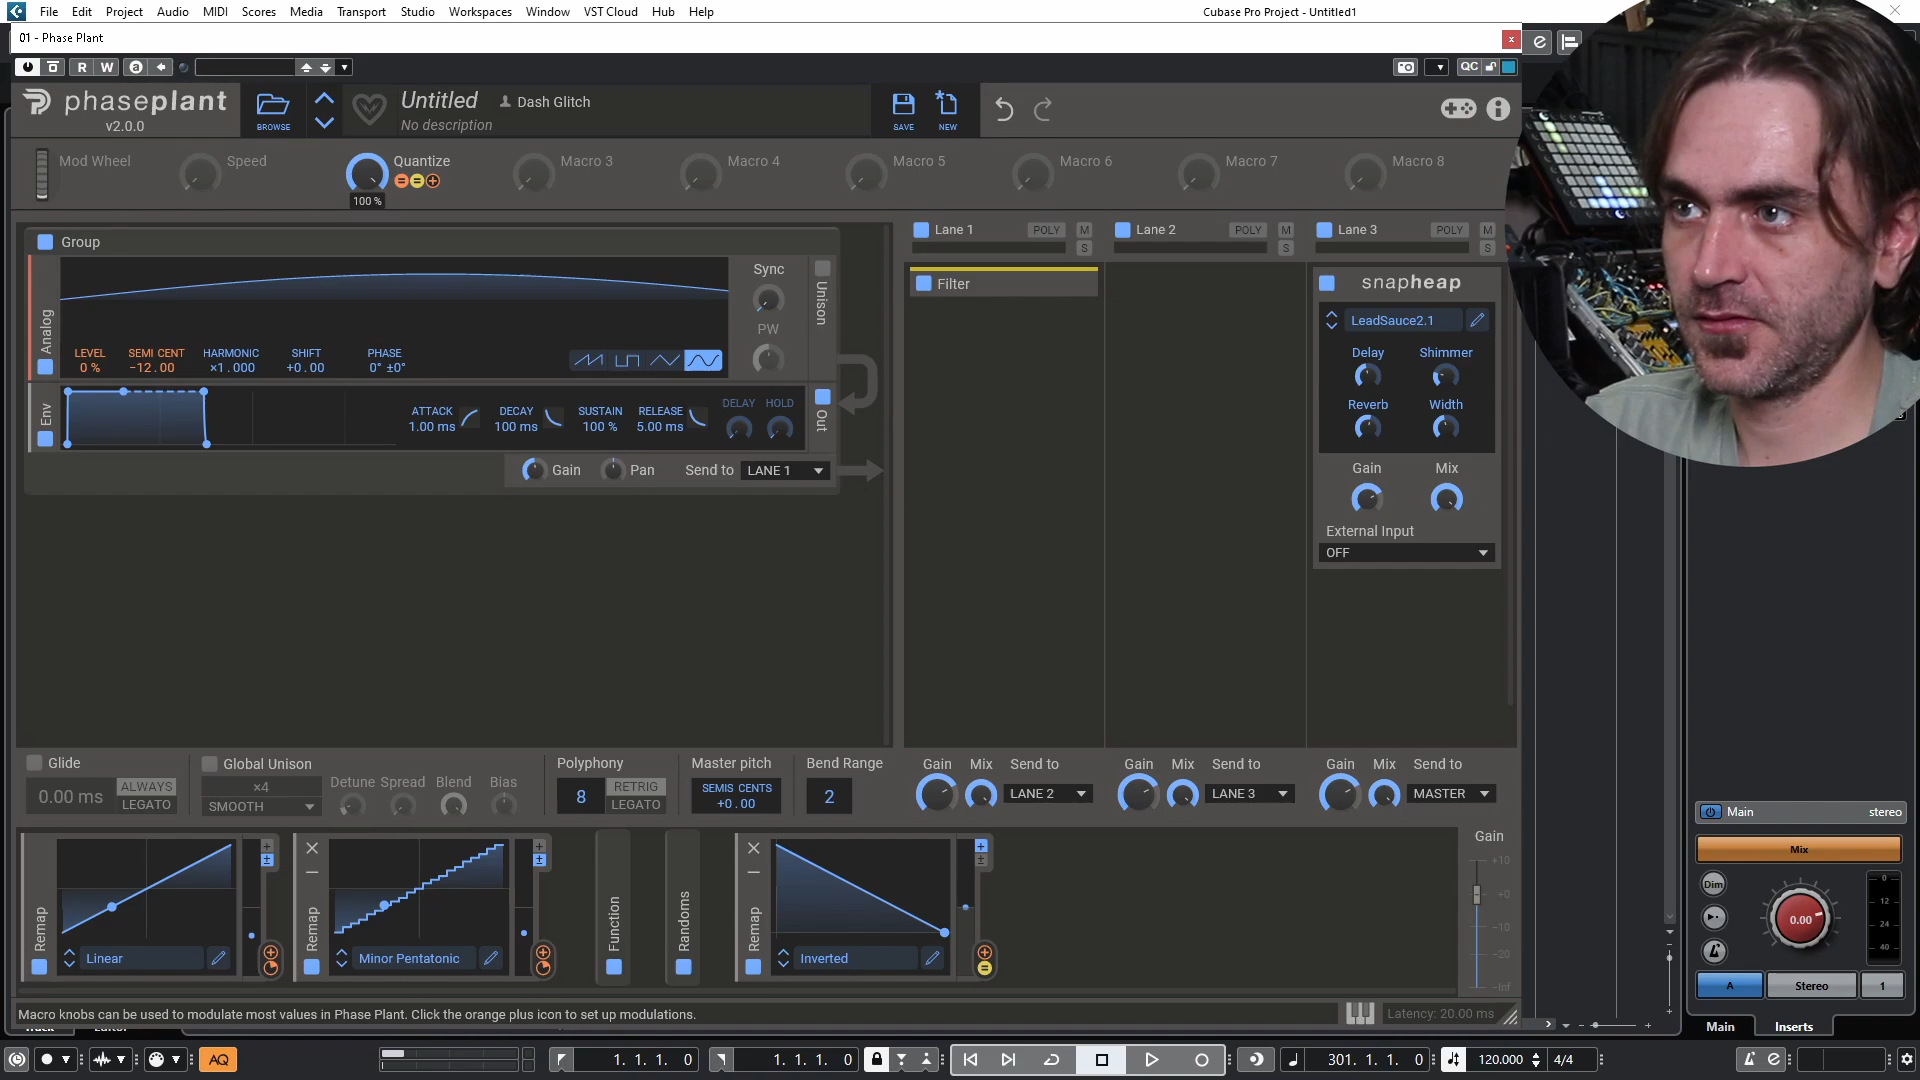 File Edit Project Audio MIDI Scores Media Transport Studio Workspaces Window VST Cloud Hub Help
Cubase Pro Project - Untitled1
01 - Phase Plant
R W a QC
phaseplant
v2.0.0
BROWSE
Untitled Dash Glitch
No description
SAVE NEW
Mod Wheel Speed Quantize Macro 3 Macro 4 Macro 5 Macro 6 Macro 7 Macro 8
100 %
Group
Lane 1 POLY M S
Lane 2 POLY M S
Lane 3 POLY M S
Analog
Sync
PW
Unison
LEVEL SEMI CENT HARMONIC SHIFT PHASE
0 % -12.00 ×1.000 +0.00 0° ±0°
Filter
snapheap
LeadSauce2.1
Delay Shimmer
Reverb Width
Gain Mix
External Input
OFF
Env
ATTACK DECAY SUSTAIN RELEASE DELAY HOLD
1.00 ms 100 ms 100 % 5.00 ms
Out
Gain Pan Send to LANE 1
Glide
0.00 ms ALWAYS
LEGATO
Global Unison
×4
SMOOTH
Detune Spread Blend Bias
Polyphony
8 RETRIG
LEGATO
Master pitch
SEMIS CENTS
+0.00
Bend Range
2
Gain Mix Send to
LANE 2
Gain Mix Send to
LANE 3
Gain Mix Send to
MASTER
Remap Linear
Remap Minor Pentatonic
Function
Randoms
Remap Inverted
Gain
+10
+0
-10
-20
-Inf
Macro knobs can be used to modulate most values in Phase Plant. Click the orange plus icon to set up modulations.
Latency: 20.00 ms
Main stereo
Mix
Dim
0.00
0
12
24
40
A Stereo 1
Main Inserts
AQ
1. 1. 1. 0
1. 1. 1. 0
301. 1. 1. 0
120.000 4/4